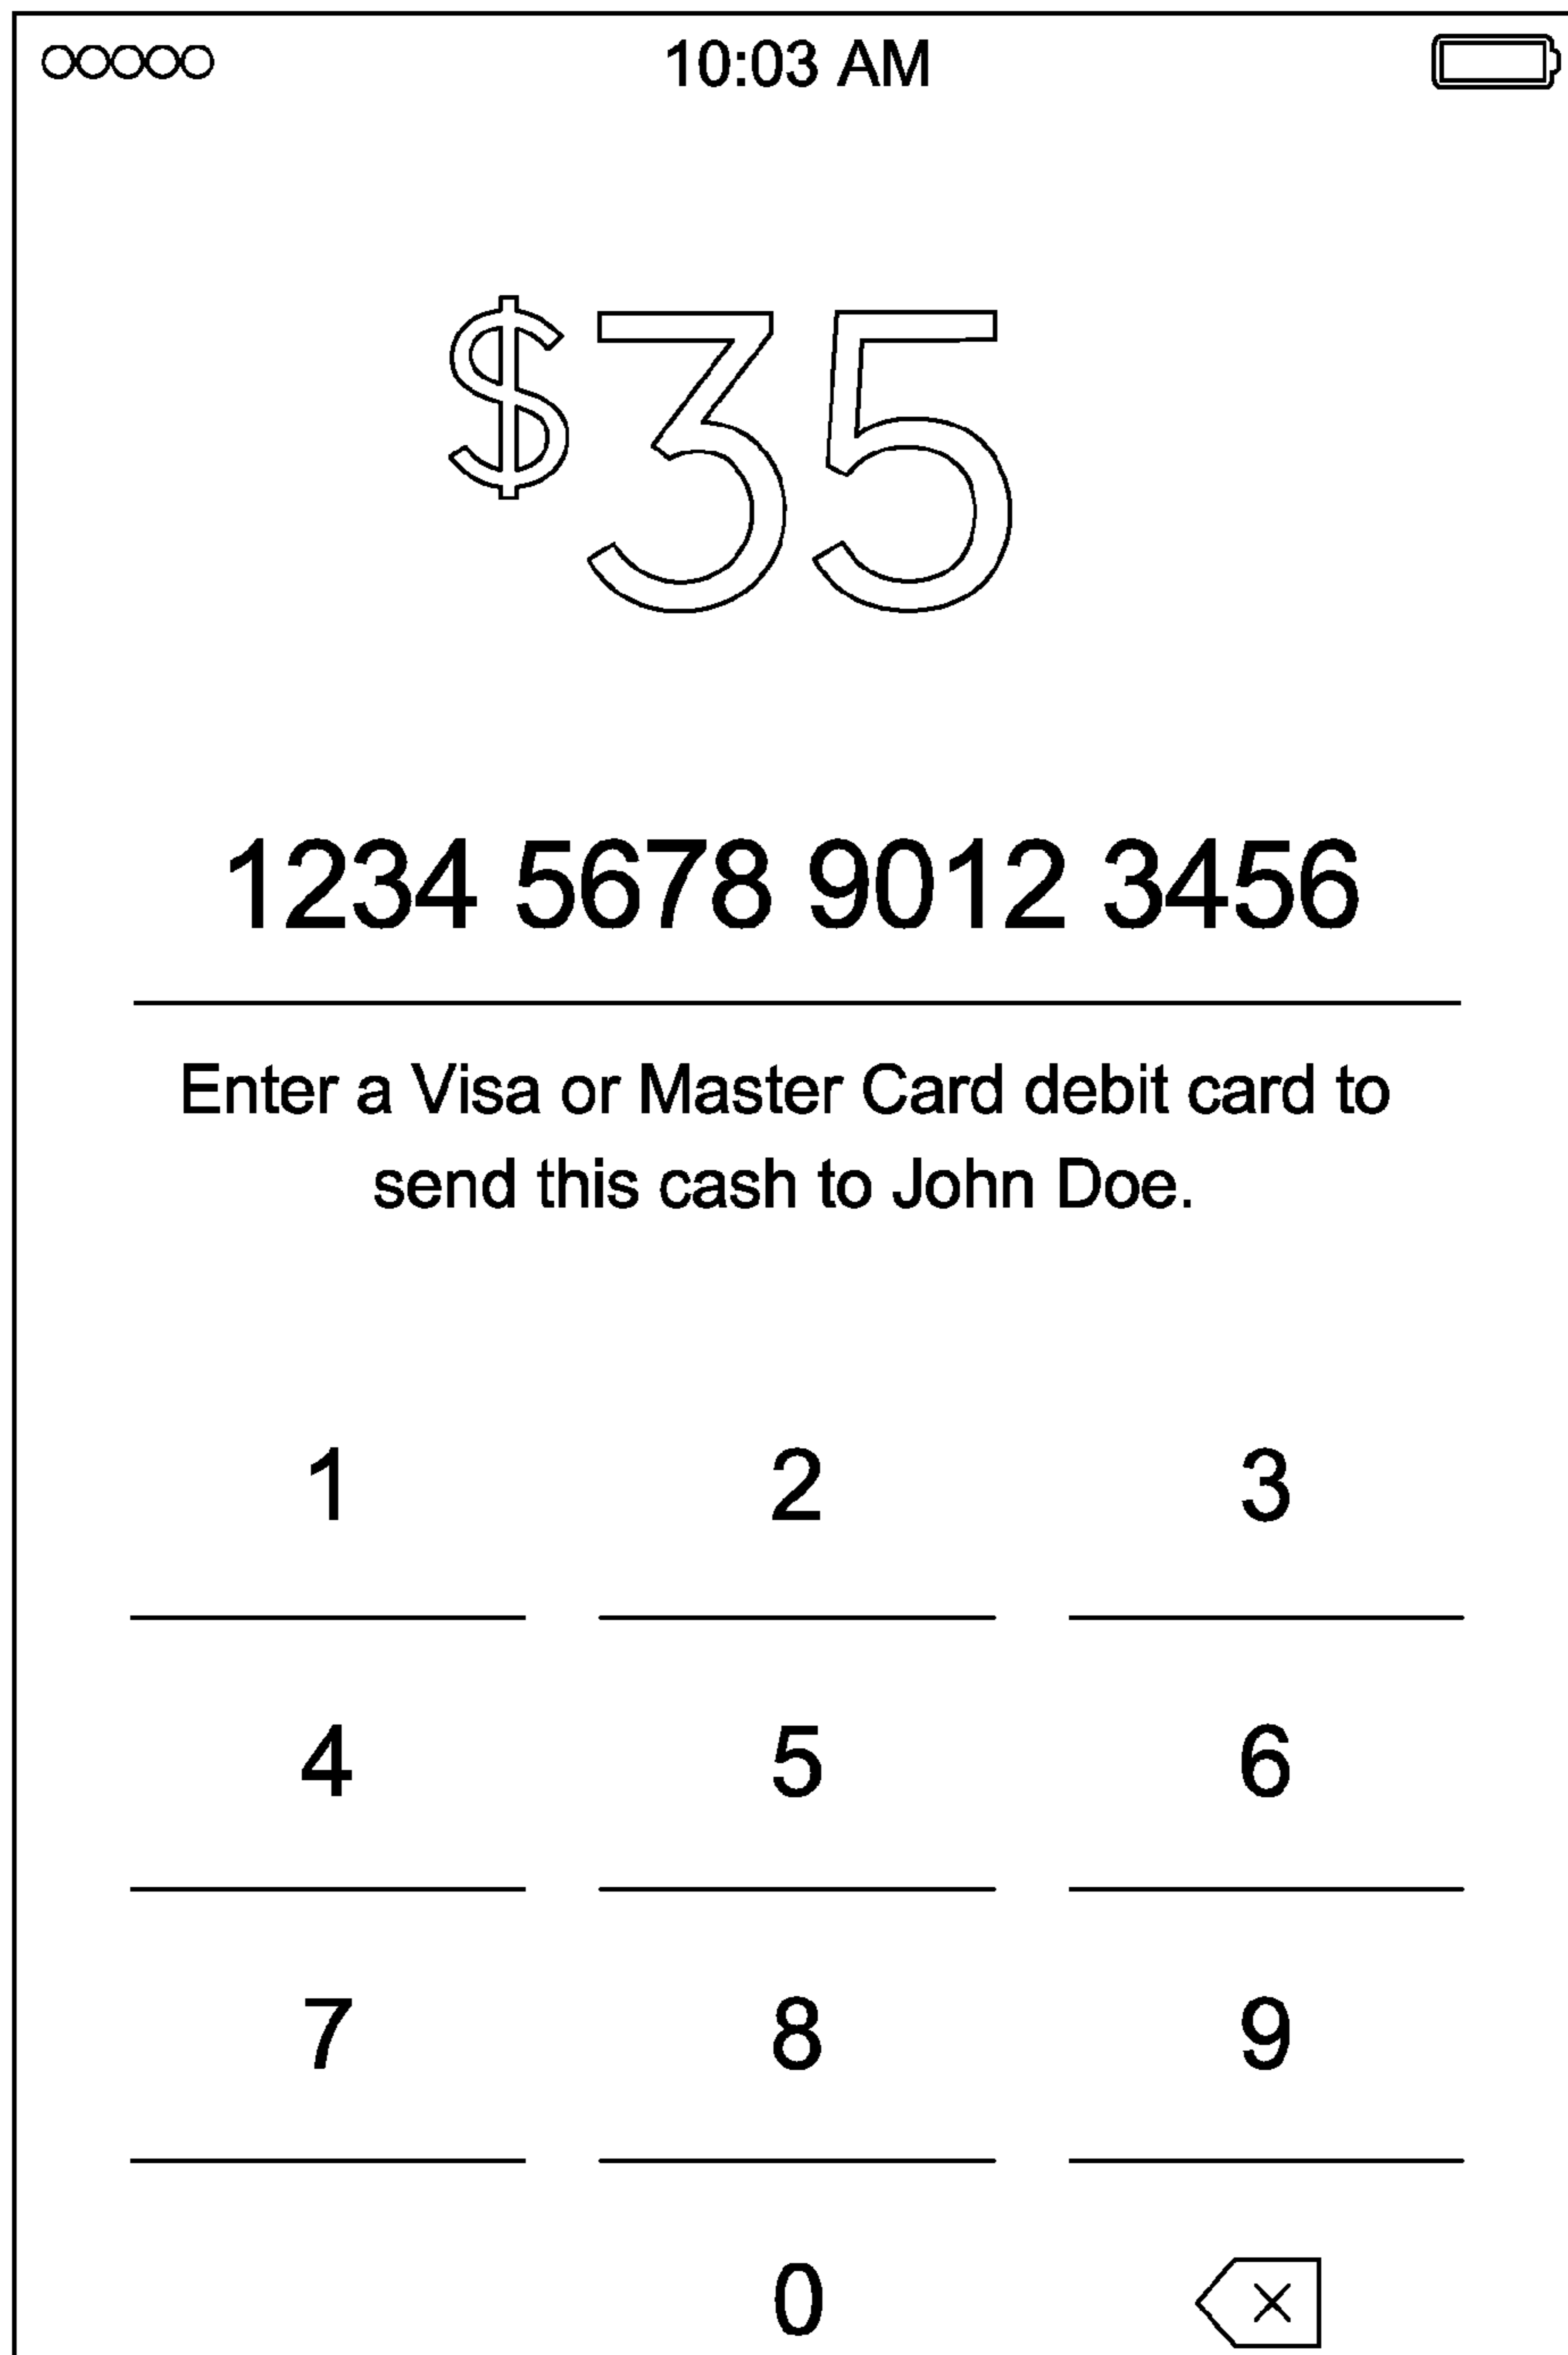 10:03 AM
$35
1234 5678 9012 3456
Enter a Visa or Master Card debit card to
send this cash to John Doe.
1 2 3
4 5 6
7 8 9
0